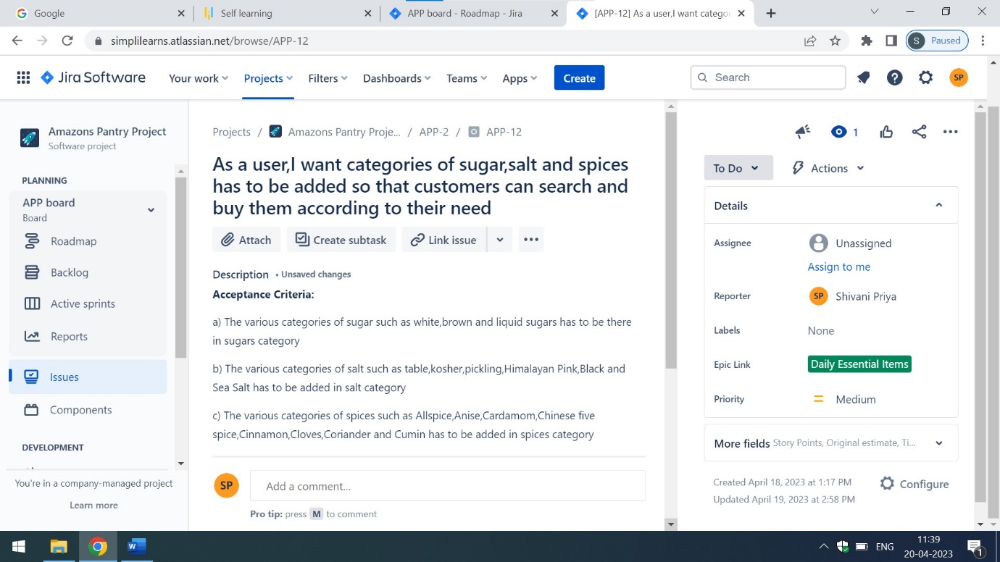 Google
Self learning
APP board - Roadmap - Jira
[APP-12] As a user,I want catego
simplilearns.atlassian.net/browse/APP-12
S Paused
Jira Software
Your work
Projects
Filters
Dashboards
Teams
Apps
Create
Search
SP
Amazons Pantry Project
Software project
PLANNING
APP board
Board
Roadmap
Backlog
Active sprints
Reports
Issues
Components
DEVELOPMENT
You're in a company-managed project
Learn more
Projects / Amazons Pantry Proje... / APP-2 / APP-12
As a user,I want categories of sugar,salt and spices
has to be added so that customers can search and
buy them according to their need
Attach
Create subtask
Link issue
Description • Unsaved changes
Acceptance Criteria:
a) The various categories of sugar such as white,brown and liquid sugars has to be there
in sugars category
b) The various categories of salt such as table,kosher,pickling,Himalayan Pink,Black and
Sea Salt has to be added in salt category
c) The various categories of spices such as Allspice,Anise,Cardamom,Chinese five
spice,Cinnamon,Cloves,Coriander and Cumin has to be added in spices category
SP
Add a comment...
Pro tip: press M to comment
1
To Do
Actions
Details
Assignee Unassigned
Assign to me
Reporter SP Shivani Priya
Labels None
Epic Link Daily Essential Items
Priority Medium
More fields Story Points, Original estimate, Ti...
Created April 18, 2023 at 1:17 PM
Updated April 19, 2023 at 2:58 PM
Configure
W
ENG
11:39
20-04-2023
1